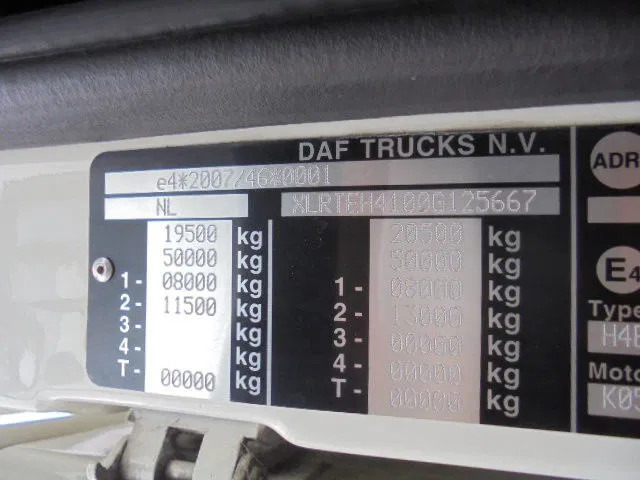 DAF TRUCKS N.V.
e4*2007/46*0001
NL XLRTEH4100G125667
19500 kg 20500 kg
50000 kg 50000 kg
1- 08000 kg 1- 08000 kg
2- 11500 kg 2- 13000 kg
3- kg 3- 00000 kg
4- kg 4- 00000 kg
T- 00000 kg T- 00000 kg
ADR
E4
Type
H4E
Moto
K05